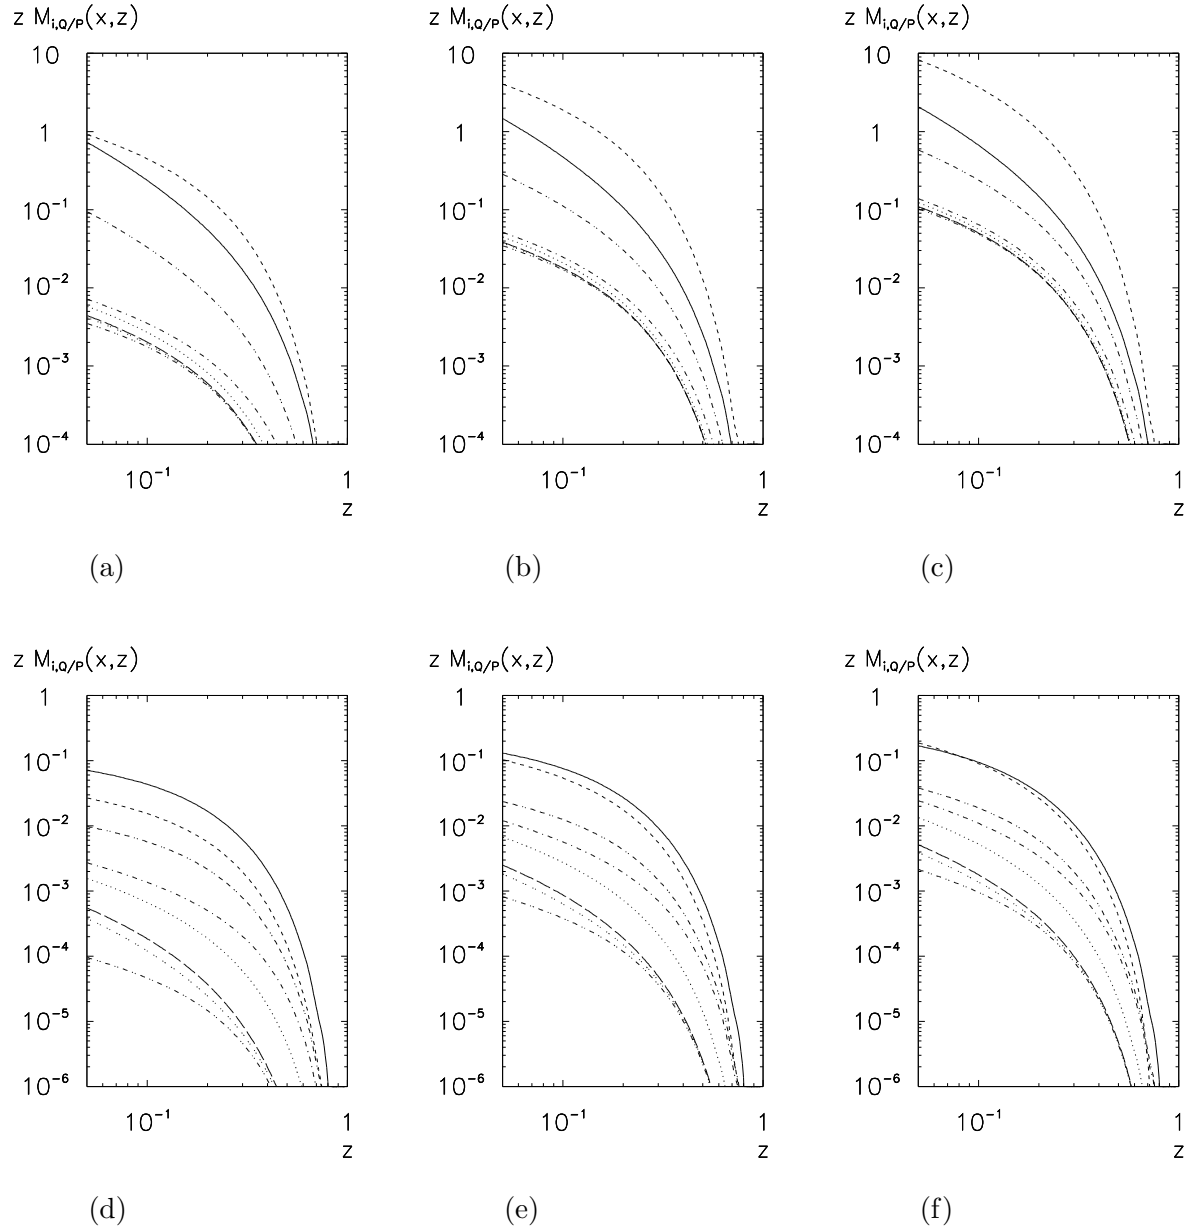 z M_{i,Q/P}(x,z) z M_{i,Q/P}(x,z) z M_{i,Q/P}(x,z)
10 10 10
1 1 1
10^{-1} 10^{-1} 10^{-1}
10^{-2} 10^{-2} 10^{-2}
10^{-3} 10^{-3} 10^{-3}
10^{-4} 10^{-4} 10^{-4}
10^{-1} 1 10^{-1} 1 10^{-1} 1
z z z
(a) (b) (c)
z M_{i,Q/P}(x,z) z M_{i,Q/P}(x,z) z M_{i,Q/P}(x,z)
1 1 1
10^{-1} 10^{-1} 10^{-1}
10^{-2} 10^{-2} 10^{-2}
10^{-3} 10^{-3} 10^{-3}
10^{-4} 10^{-4} 10^{-4}
10^{-5} 10^{-5} 10^{-5}
10^{-6} 10^{-6} 10^{-6}
10^{-1} 1 10^{-1} 1 10^{-1} 1
z z z
(d) (e) (f)